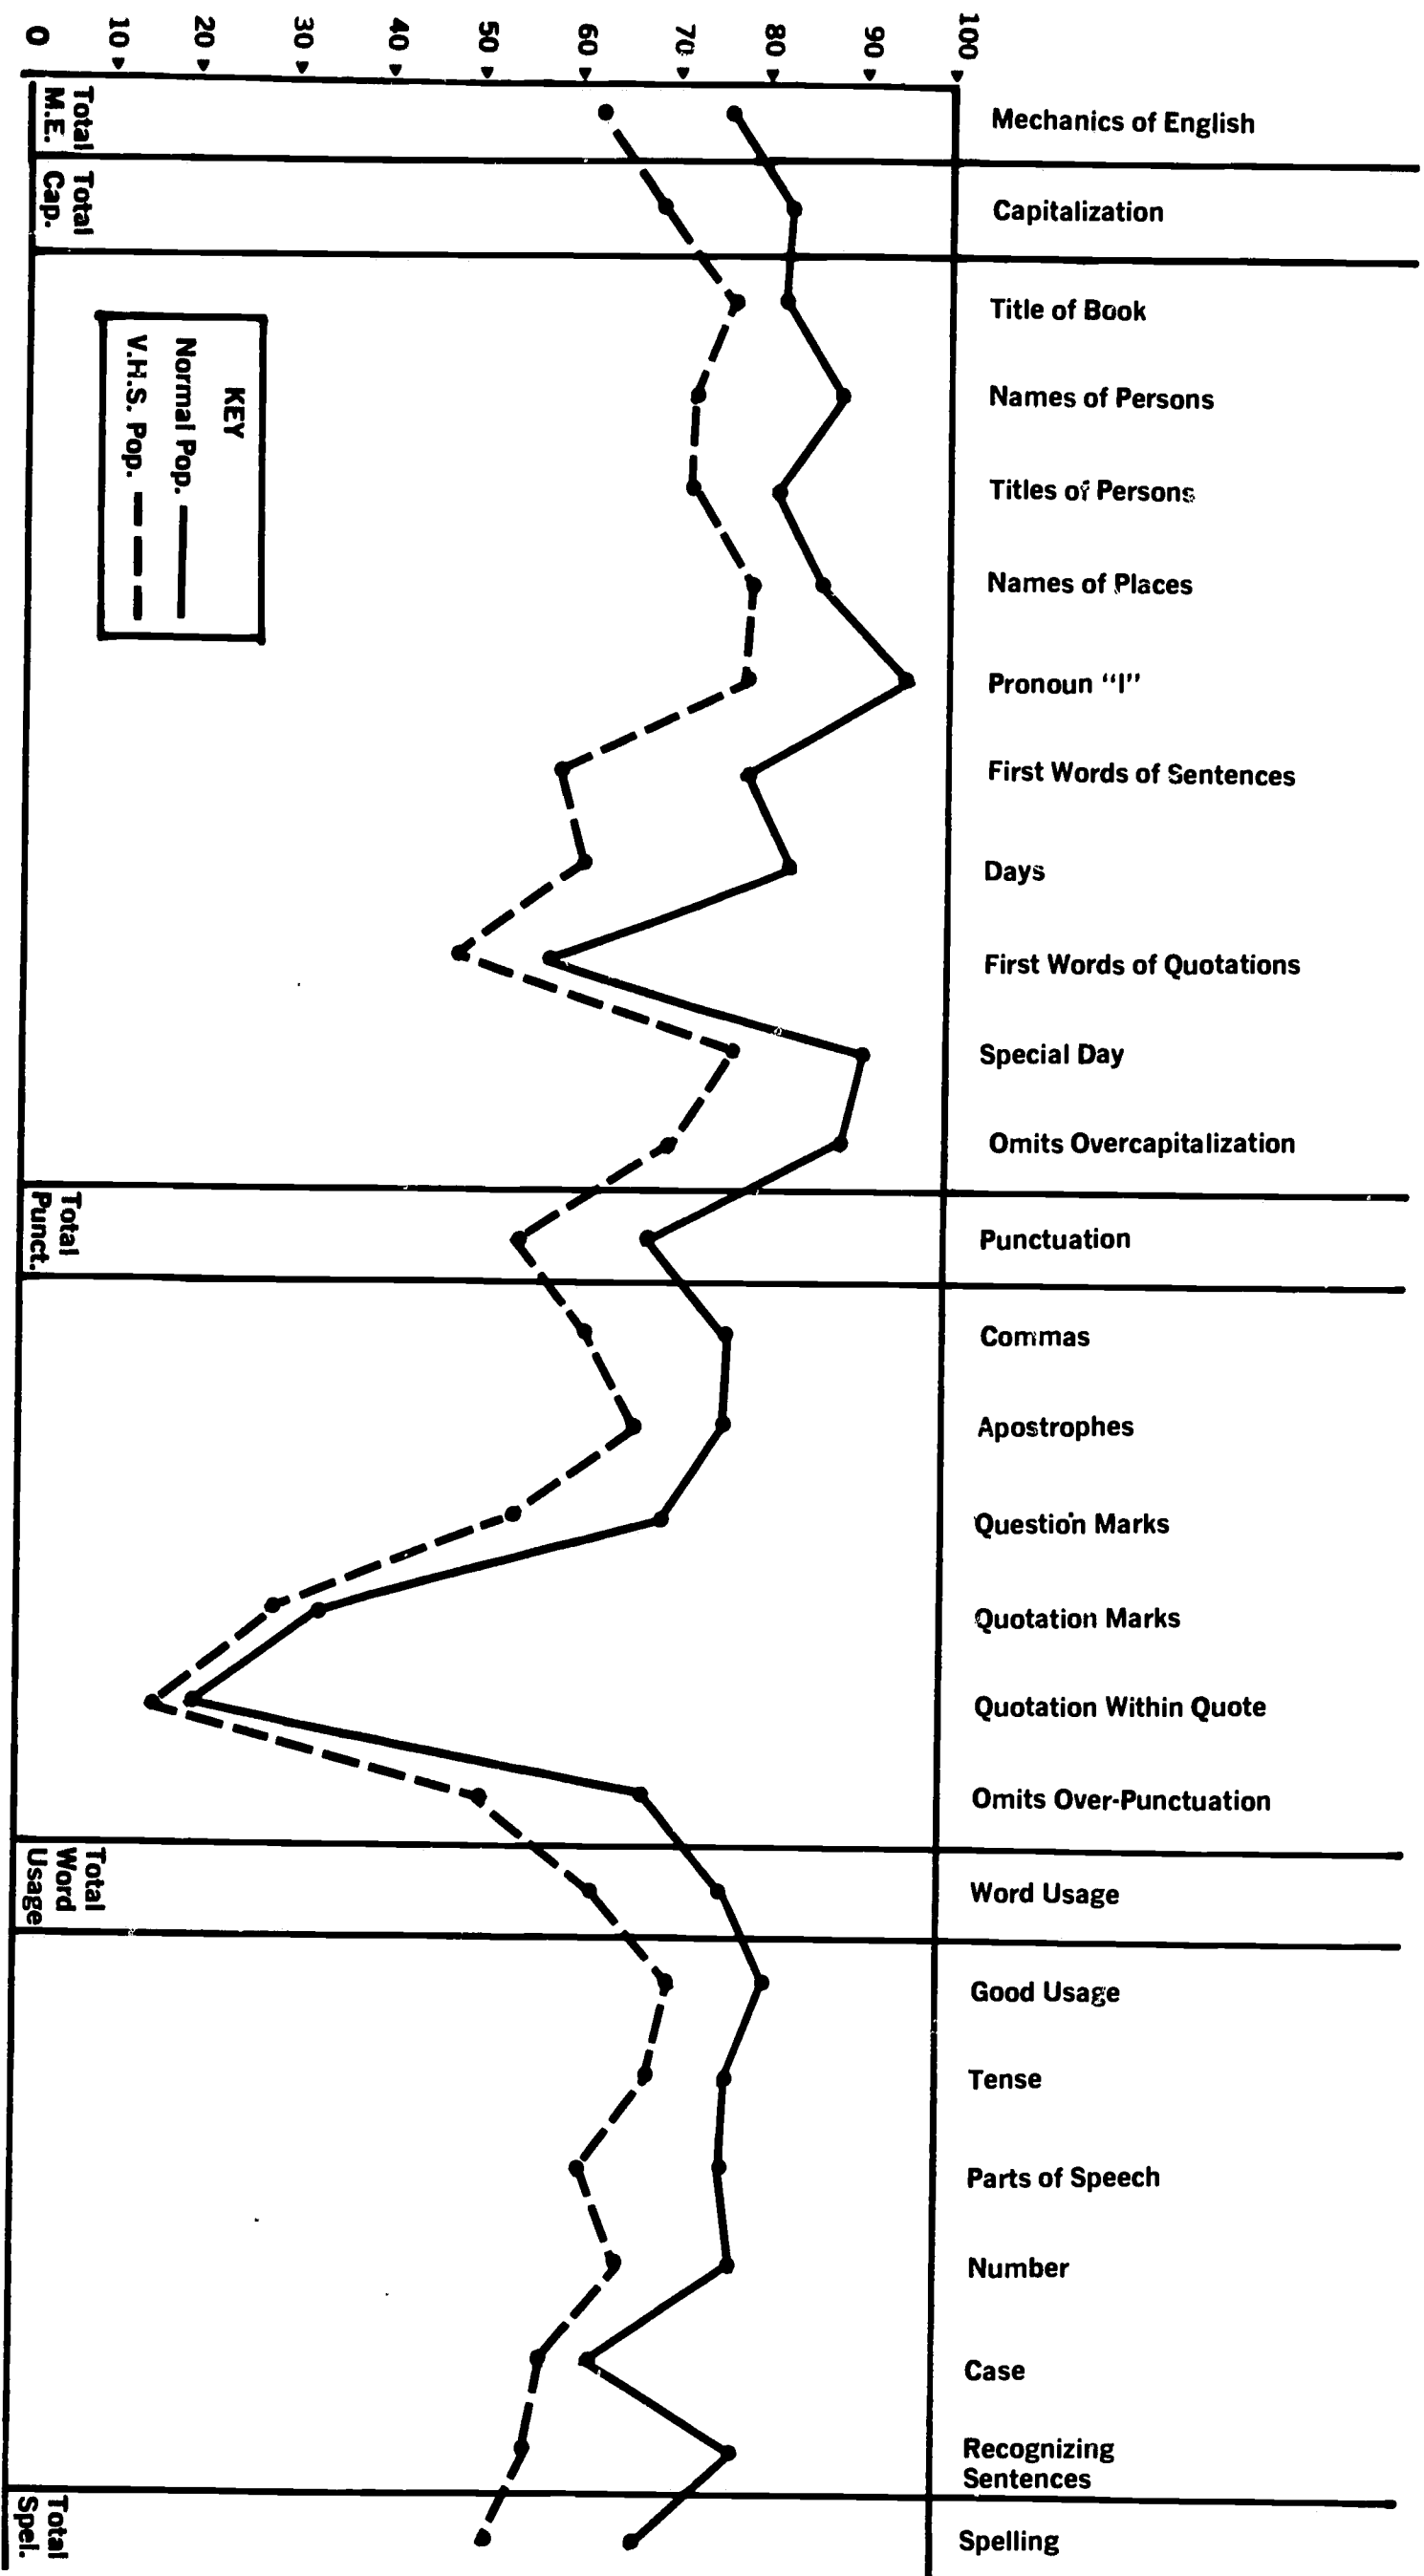 0
10
20
30
40
50
60
70
80
90
100
Mechanics of English
Capitalization
Title of Book
Names of Persons
Titles of Persons
Names of Places
Pronoun “I”
First Words of Sentences
Days
First Words of Quotations
Special Day
Omits Overcapitalization
Punctuation
Commas
Apostrophes
Question Marks
Quotation Marks
Quotation Within Quote
Omits Over-Punctuation
Word Usage
Good Usage
Tense
Parts of Speech
Number
Case
Recognizing
Sentences
Spelling
Total
M.E.
Total
Cap.
KEY
Normal Pop.
V.H.S. Pop.
Total
Punct.
Total
Word
Usage
Total
Spel.